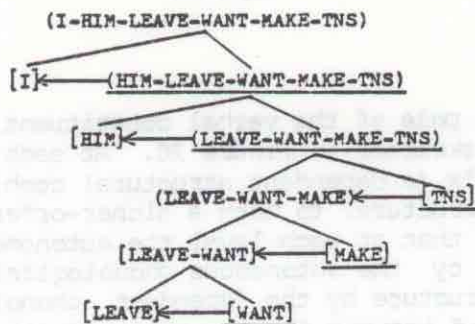 (I-HIM-LEAVE-WANT-MAKE-TNS)
[I] (HIM-LEAVE-WANT-MAKE-TNS)
[HIM] (LEAVE-WANT-MAKE-TNS)
(LEAVE-WANT-MAKE) [TNS]
[LEAVE-WANT] [MAKE]
[LEAVE] [WANT]